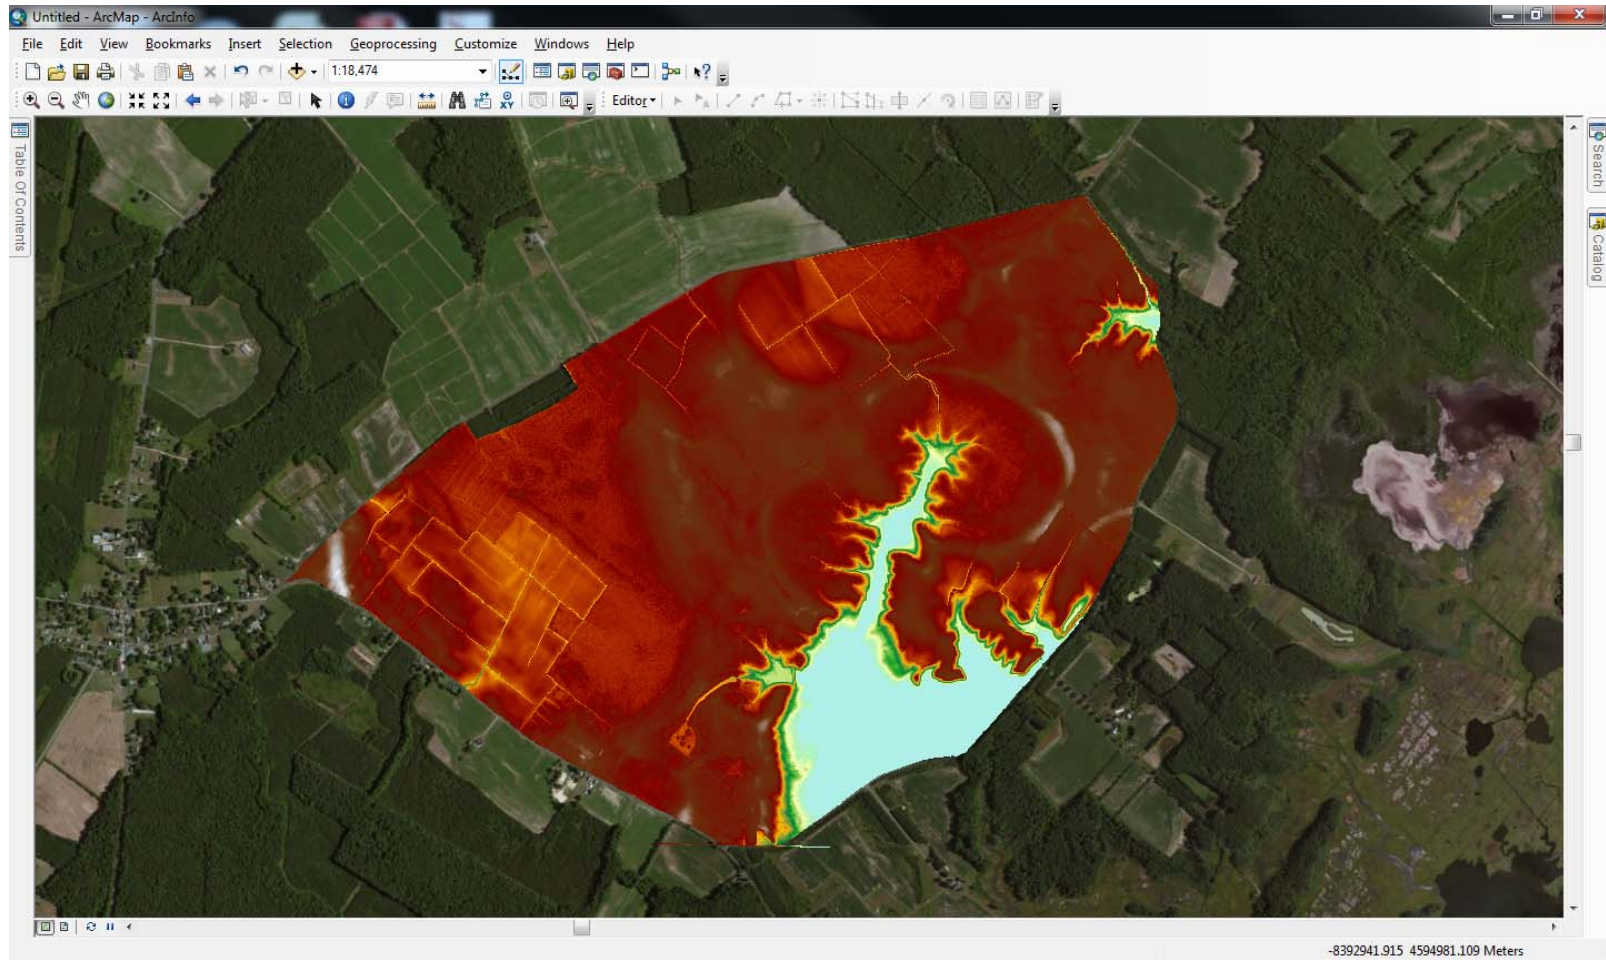 Untitled - ArcMap - ArcInfo
File Edit View Bookmarks Insert Selection Geoprocessing Customize Windows Help
1:18,474
XY
Editor
Table Of Contents
Search
Catalog
-8392941.915 4594981.109 Meters